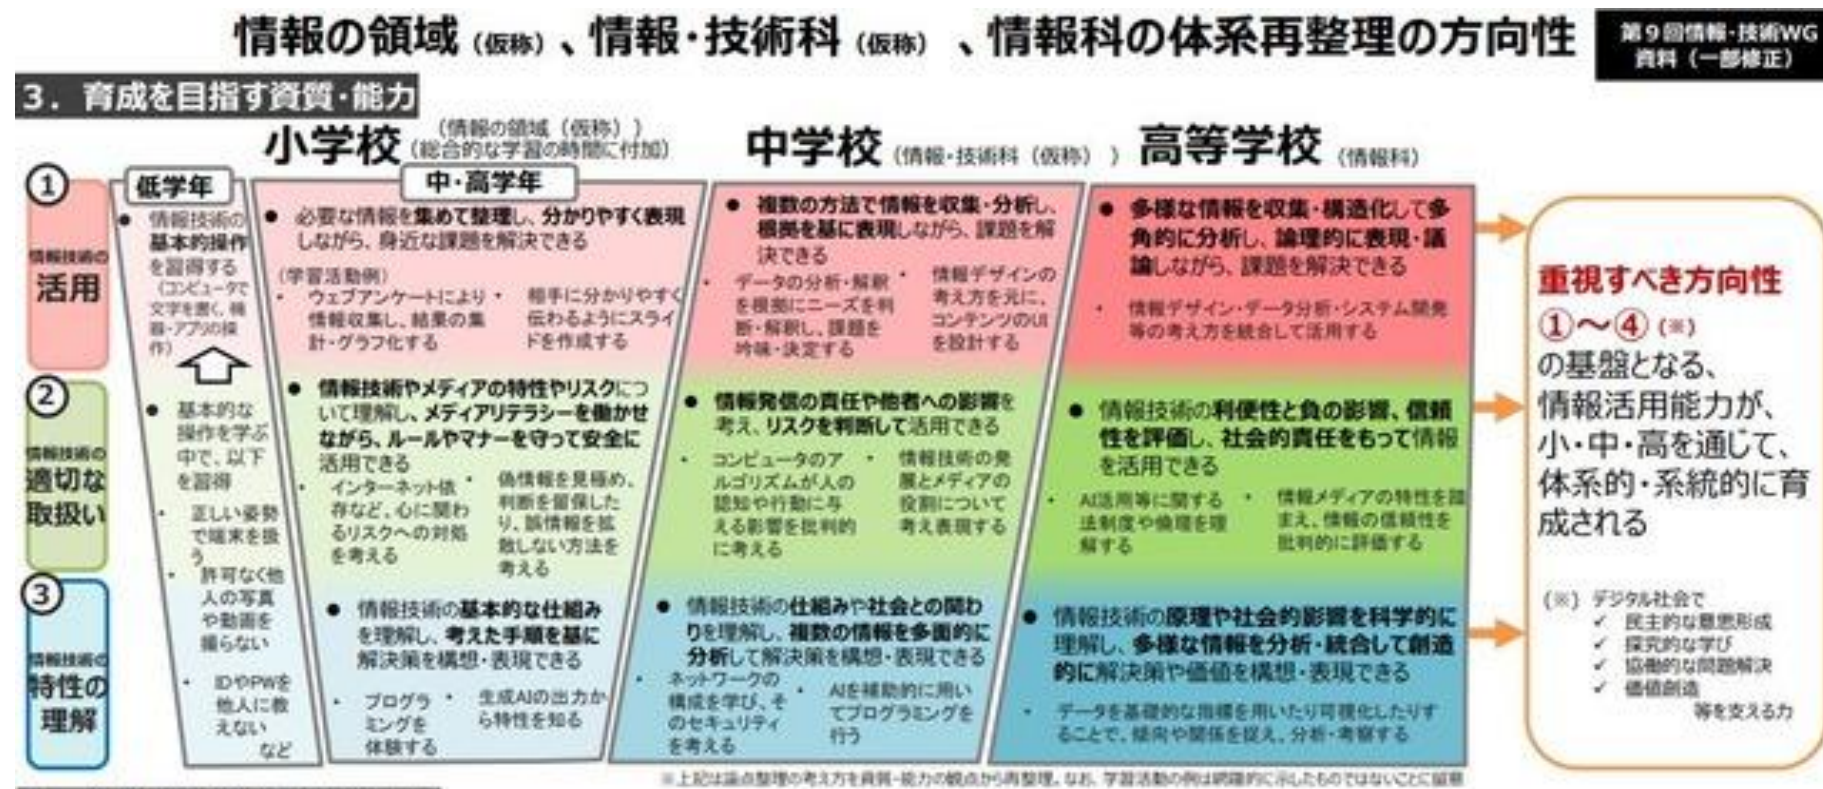 情報の領域（仮称）、情報・技術科（仮称）、情報科の体系再整理の方向性
第９回情報・技術WG
資料（一部修正）
３．育成を目指す資質・能力
小学校
（情報の領域（仮称））
（総合的な学習の時間に付加）
中学校（情報・技術科（仮称））
高等学校（情報科）
①
情報技術の
活用
低学年
● 情報技術の
基本的操作
を習得する
（コンピュータで
文字を書く、機
器・アプリの操
作）
中・高学年
● 必要な情報を集めて整理し、分かりやすく表現
しながら、身近な課題を解決できる
（学習活動例）
・ ウェブアンケートにより
情報収集し、結果の集
計・グラフ化する
・ 相手に分かりやすく
伝わるようにスライ
ドを作成する
● 複数の方法で情報を収集・分析し、
根拠を基に表現しながら、課題を解
決できる
・ データの分析・解釈
を根拠にニーズを判
断・解釈し、課題を
吟味・決定する
・ 情報デザインの
考え方を元に、
コンテンツのUI
を設計する
● 多様な情報を収集・構造化して多
角的に分析し、論理的に表現・議
論しながら、課題を解決できる
・ 情報デザイン・データ分析・システム開発
等の考え方を統合して活用する
②
情報技術の
適切な
取扱い
● 基本的な
操作を学ぶ
中で、以下
を習得
・ 正しい姿勢
で端末を扱
う
・ 許可なく他
人の写真
や動画を
撮らない
・ IDやPWを
他人に教
えない
など
● 情報技術やメディアの特性やリスクにつ
いて理解し、メディアリテラシーを働かせ
ながら、ルールやマナーを守って安全に
活用できる
・ インターネット依
存など、心に関わ
るリスクへの対処
を考える
・ 偽情報を見極め、
判断を留保した
り、誤情報を拡
散しない方法を
考える
● 情報発信の責任や他者への影響を
考え、リスクを判断して活用できる
・ コンピュータのア
ルゴリズムが人の
認知や行動に与
える影響を批判的
に考える
・ 情報技術の発
展とメディアの
役割について
考え表現する
● 情報技術の利便性と負の影響、信頼
性を評価し、社会的責任をもって情報
を活用できる
・ AI活用等に関する
法制度や倫理を理
解する
・ 情報メディアの特性を踏
まえ、情報の信頼性を
批判的に評価する
③
情報技術の
特性の
理解
● 情報技術の基本的な仕組み
を理解し、考えた手順を基に
解決策を構想・表現できる
・ プログラ
ミングを
体験する
・ 生成AIの出力か
ら特性を知る
● 情報技術の仕組みや社会との関わ
りを理解し、複数の情報を多面的に
分析して解決策を構想・表現できる
・ ネットワークの
構成を学び、そ
のセキュリティ
を考える
・ AIを補助的に用い
てプログラミングを
行う
● 情報技術の原理や社会的影響を科学的に
理解し、多様な情報を分析・統合して創造
的に解決策や価値を構想・表現できる
・ データを基礎的な指標を用いたり可視化したりす
ることで、傾向や関係を捉え、分析・考察する
重視すべき方向性
①～④（※）
の基盤となる、
情報活用能力が、
小・中・高を通じて、
体系的・系統的に育
成される
（※）デジタル社会で
✓ 民主的な意思形成
✓ 探究的な学び
✓ 協働的な問題解決
✓ 価値創造
等を支える力
※上記は論点整理の考え方を資質・能力の観点から再整理。なお、学習活動の例は網羅的に示したものではないことに留意